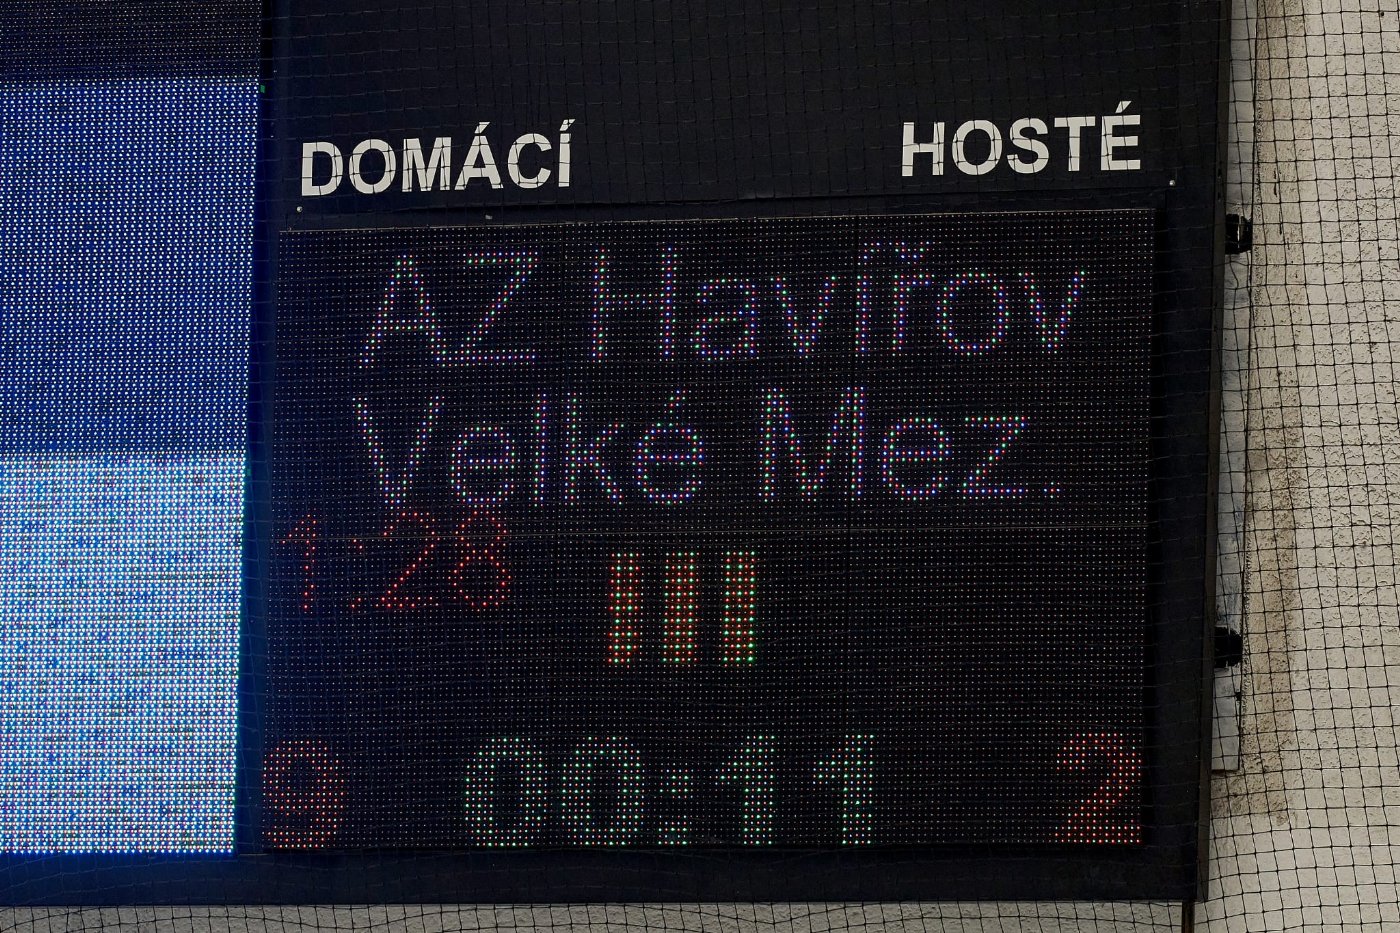 DOMÁCÍ HOSTÉ
AZ Havířov
Velké Mez.
1:28
III
9 00:11 2